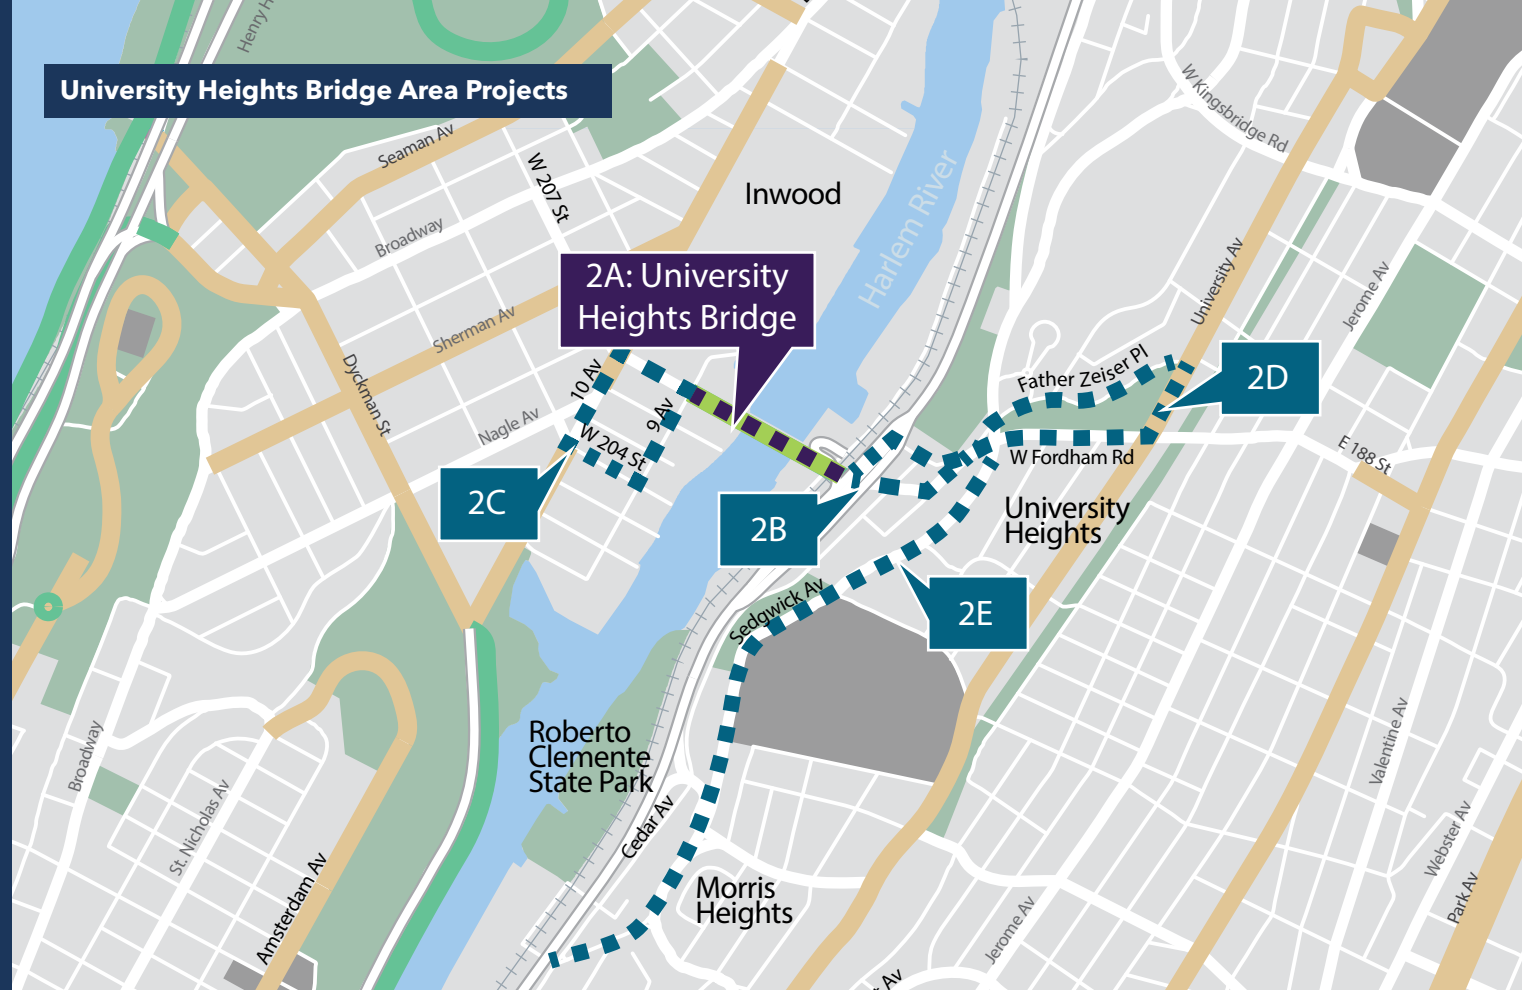 Henry H
University Heights Bridge Area Projects
Seaman Av
W 207 St
W Kingsbridge Rd
Inwood
Harlem River
Broadway
2A: University
Heights Bridge
University Av
Jerome Av
Sherman Av
Dyckman St
10 Av
9 Av
Father Zeiser Pl
2D
Nagle Av
W 204 St
W Fordham Rd
E 188 St
2C
2B
University
Heights
Sedgwick Av
2E
Roberto
Clemente
State Park
Broadway
St. Nicholas Av
Cedar Av
Valentine Av
Webster Av
Amsterdam Av
Morris
Heights
Jerome Av
Park Av
Av